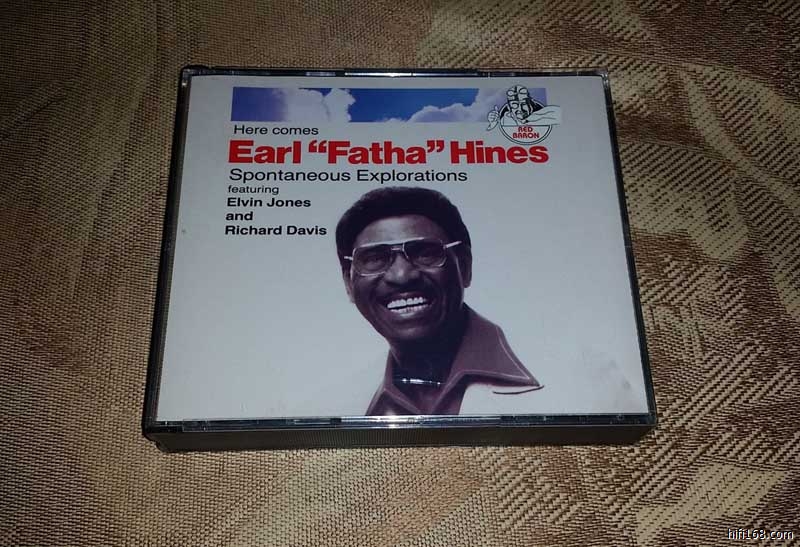 RED
BARON
Here comes
Earl “Fatha” Hines
Spontaneous Explorations
featuring
Elvin Jones
and
Richard Davis
hifi168.com